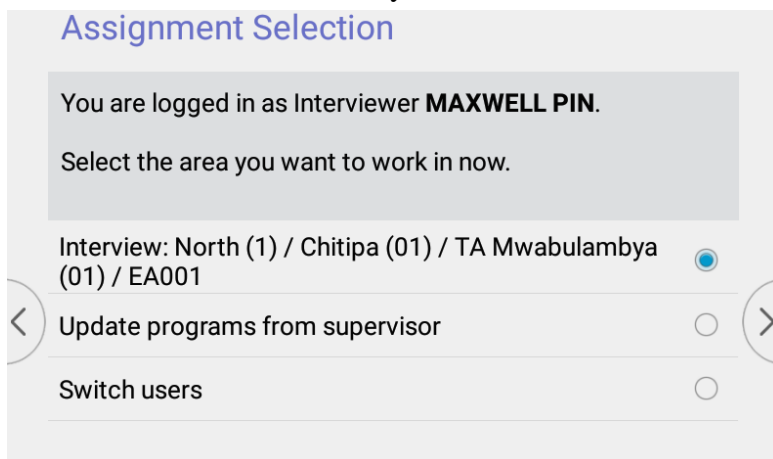 Assignment Selection
You are logged in as Interviewer MAXWELL PIN.
Select the area you want to work in now.
Interview: North (1) / Chitipa (01) / TA Mwabulambya
(01) / EA001
Update programs from supervisor
Switch users